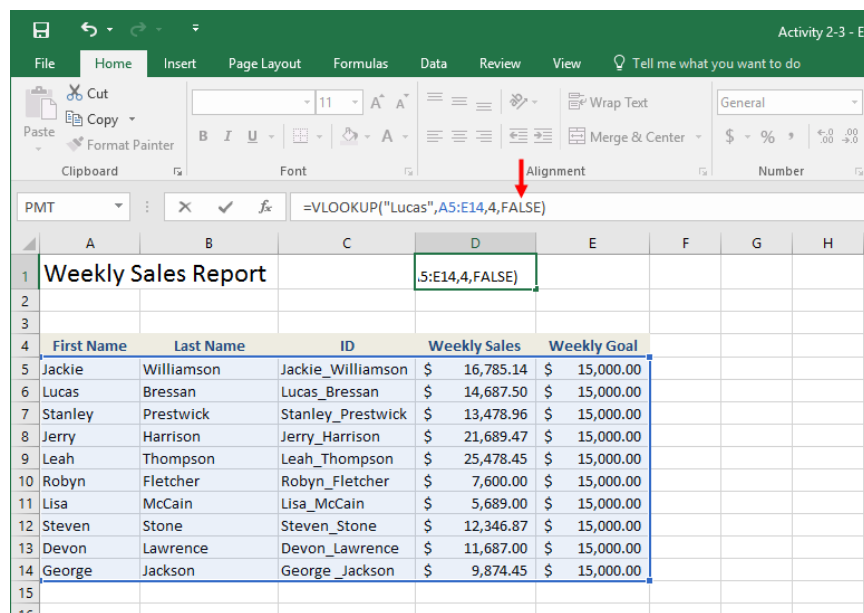 Activity 2-3 - E
File Home Insert Page Layout Formulas Data Review View Tell me what you want to do
Cut
Copy
Format Painter
Paste
11 A A
B I U A
Wrap Text
Merge & Center
General
$ - % , .00 .00
Clipboard Font Alignment Number
PMT fx =VLOOKUP("Lucas",A5:E14,4,FALSE)
A B C D E F G H
1 Weekly Sales Report 5:E14,4,FALSE)
2
3
4 First Name Last Name ID Weekly Sales Weekly Goal
5 Jackie Williamson Jackie_Williamson $ 16,785.14 $ 15,000.00
6 Lucas Bressan Lucas_Bressan $ 14,687.50 $ 15,000.00
7 Stanley Prestwick Stanley_Prestwick $ 13,478.96 $ 15,000.00
8 Jerry Harrison Jerry_Harrison $ 21,689.47 $ 15,000.00
9 Leah Thompson Leah_Thompson $ 25,478.45 $ 15,000.00
10 Robyn Fletcher Robyn_Fletcher $ 7,600.00 $ 15,000.00
11 Lisa McCain Lisa_McCain $ 5,689.00 $ 15,000.00
12 Steven Stone Steven_Stone $ 12,346.87 $ 15,000.00
13 Devon Lawrence Devon_Lawrence $ 11,687.00 $ 15,000.00
14 George Jackson George _Jackson $ 9,874.45 $ 15,000.00
15